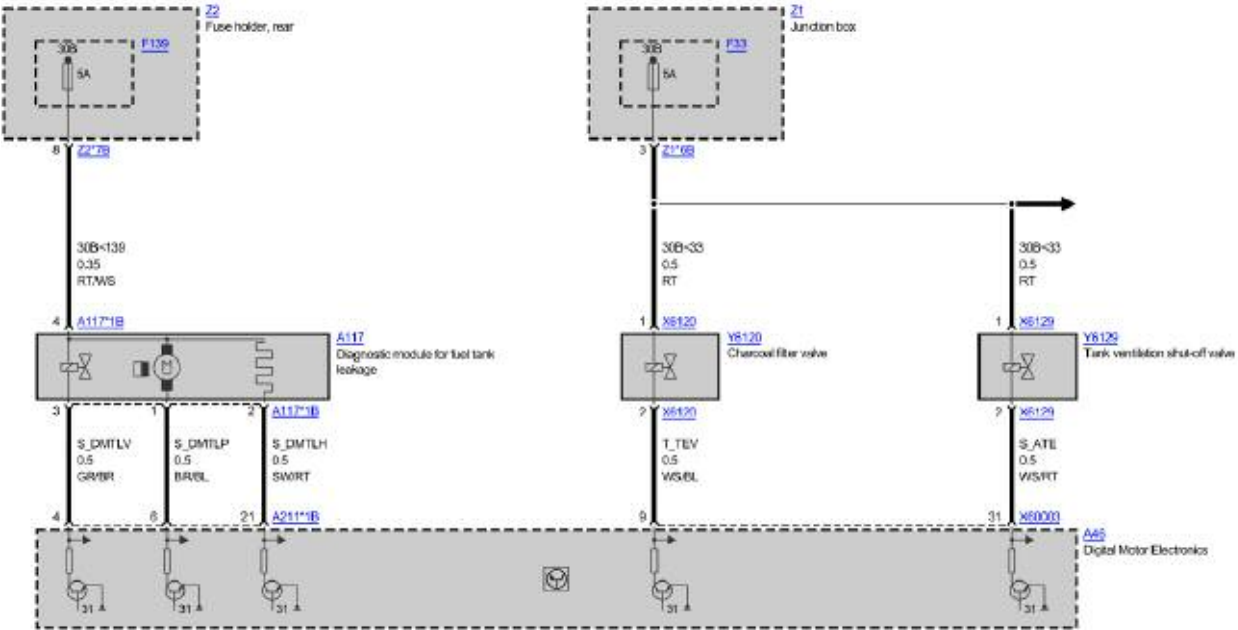 Z2
Fuse holder, rear
Z1
Junction box
30B
F139
5A
30B
F33
5A
8 Z2*7B
3 Z1*6B
30B<139
0.35
RT/WS
30B<33
0.5
RT
30B<33
0.5
RT
4 A117*1B
1 X6120
1 X6129
A117
Diagnostic module for fuel tank
leakage
M
Y6120
Charcoal filter valve
Y6129
Tank ventilation shut-off valve
3 1 2 A117*1B
2 X6120
2 X6129
S_DMTLV
0.5
GR/BR
S_DMTLP
0.5
BR/BL
S_DMTLH
0.5
SW/RT
T_TEV
0.5
WS/BL
S_ATE
0.5
WS/RT
4 6 21 A211*1B
9
31 X60003
A46
Digital Motor Electronics
31 31 31 31 31